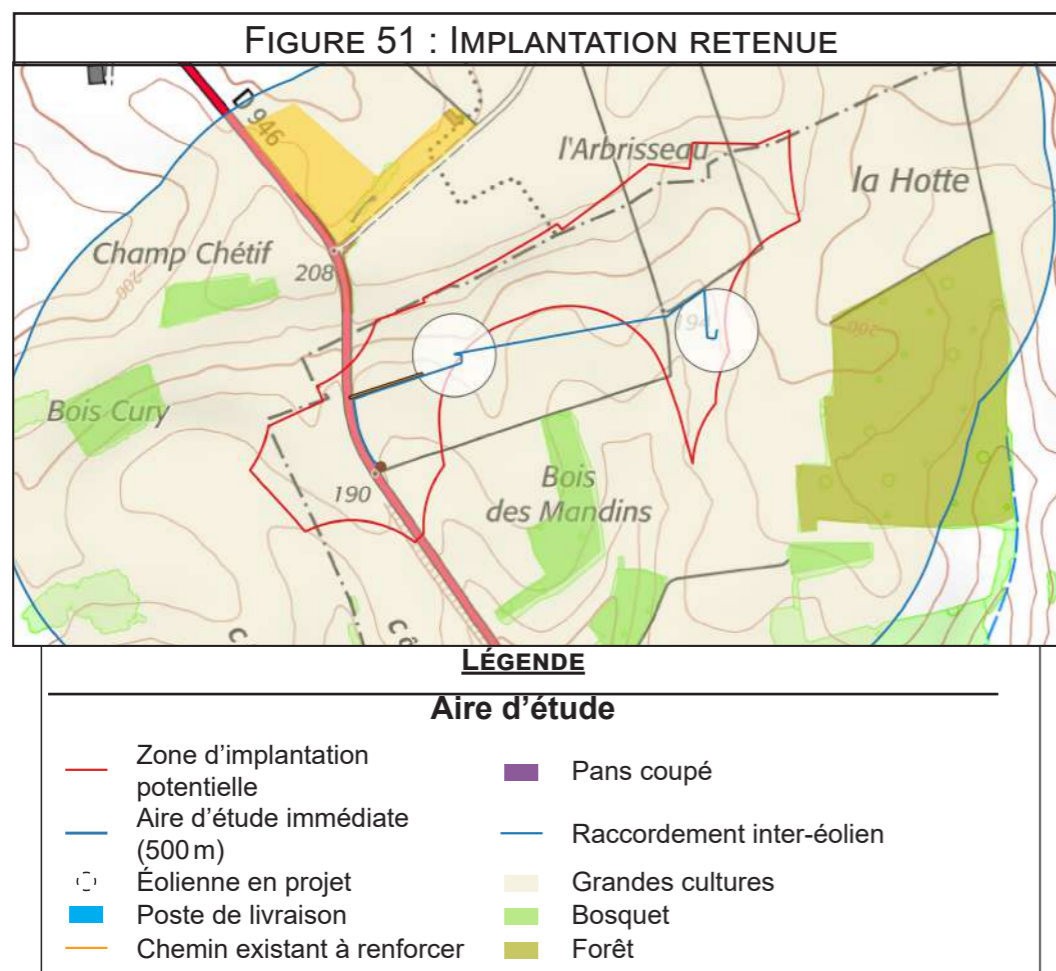 FIGURE 51 : IMPLANTATION RETENUE
D 946
l'Arbrisseau
la Hotte
Champ Chétif
208
200
200
194
Bois Cury
190
Bois
des Mandins
C
Cô
LÉGENDE
Aire d'étude
Zone d'implantation
potentielle
Pans coupé
Aire d'étude immédiate
(500 m)
Raccordement inter-éolien
Éolienne en projet
Grandes cultures
Poste de livraison
Bosquet
Chemin existant à renforcer
Forêt